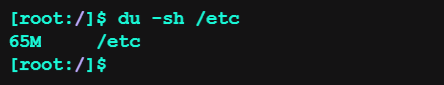 [root:/]$ du -sh /etc
65M     /etc
[root:/]$